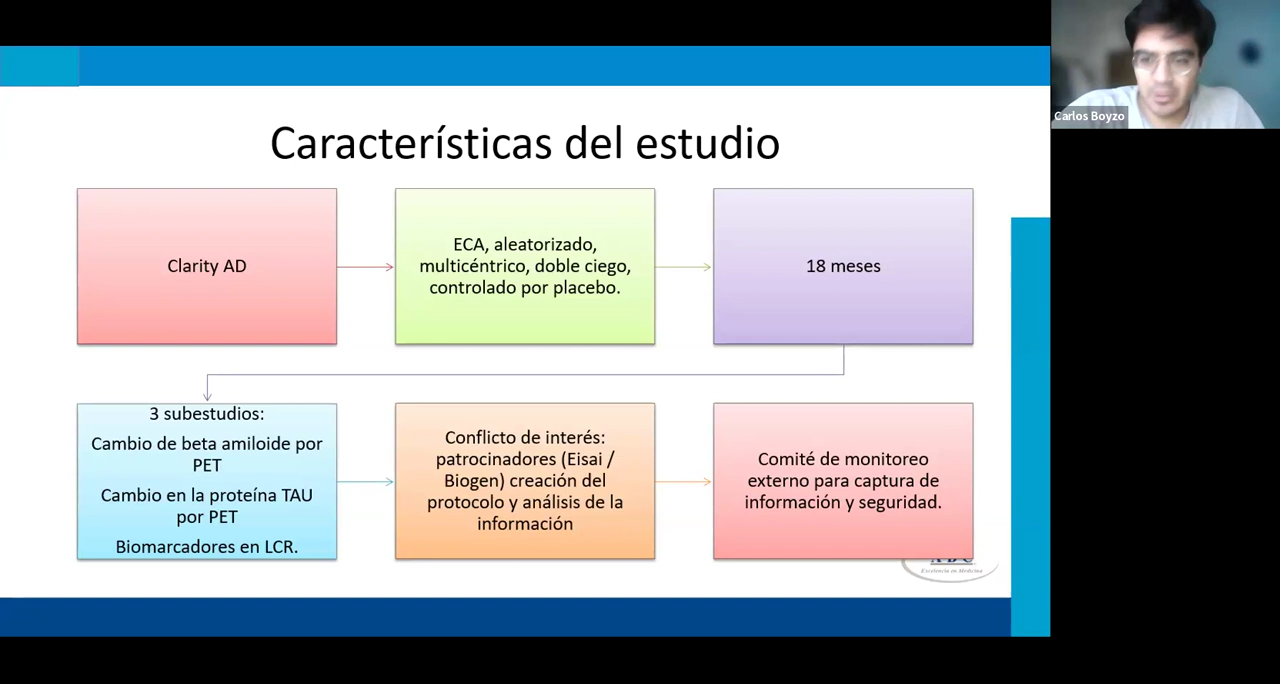 Carlos Boyzo
Características del estudio
Clarity AD
ECA, aleatorizado,
multicéntrico, doble ciego,
controlado por placebo.
18 meses
3 subestudios:
Cambio de beta amiloide por
PET
Cambio en la proteína TAU
por PET
Biomarcadores en LCR.
Conflicto de interés:
patrocinadores (Eisai /
Biogen) creación del
protocolo y análisis de la
información
Comité de monitoreo
externo para captura de
información y seguridad.
Excelencia en Medicina